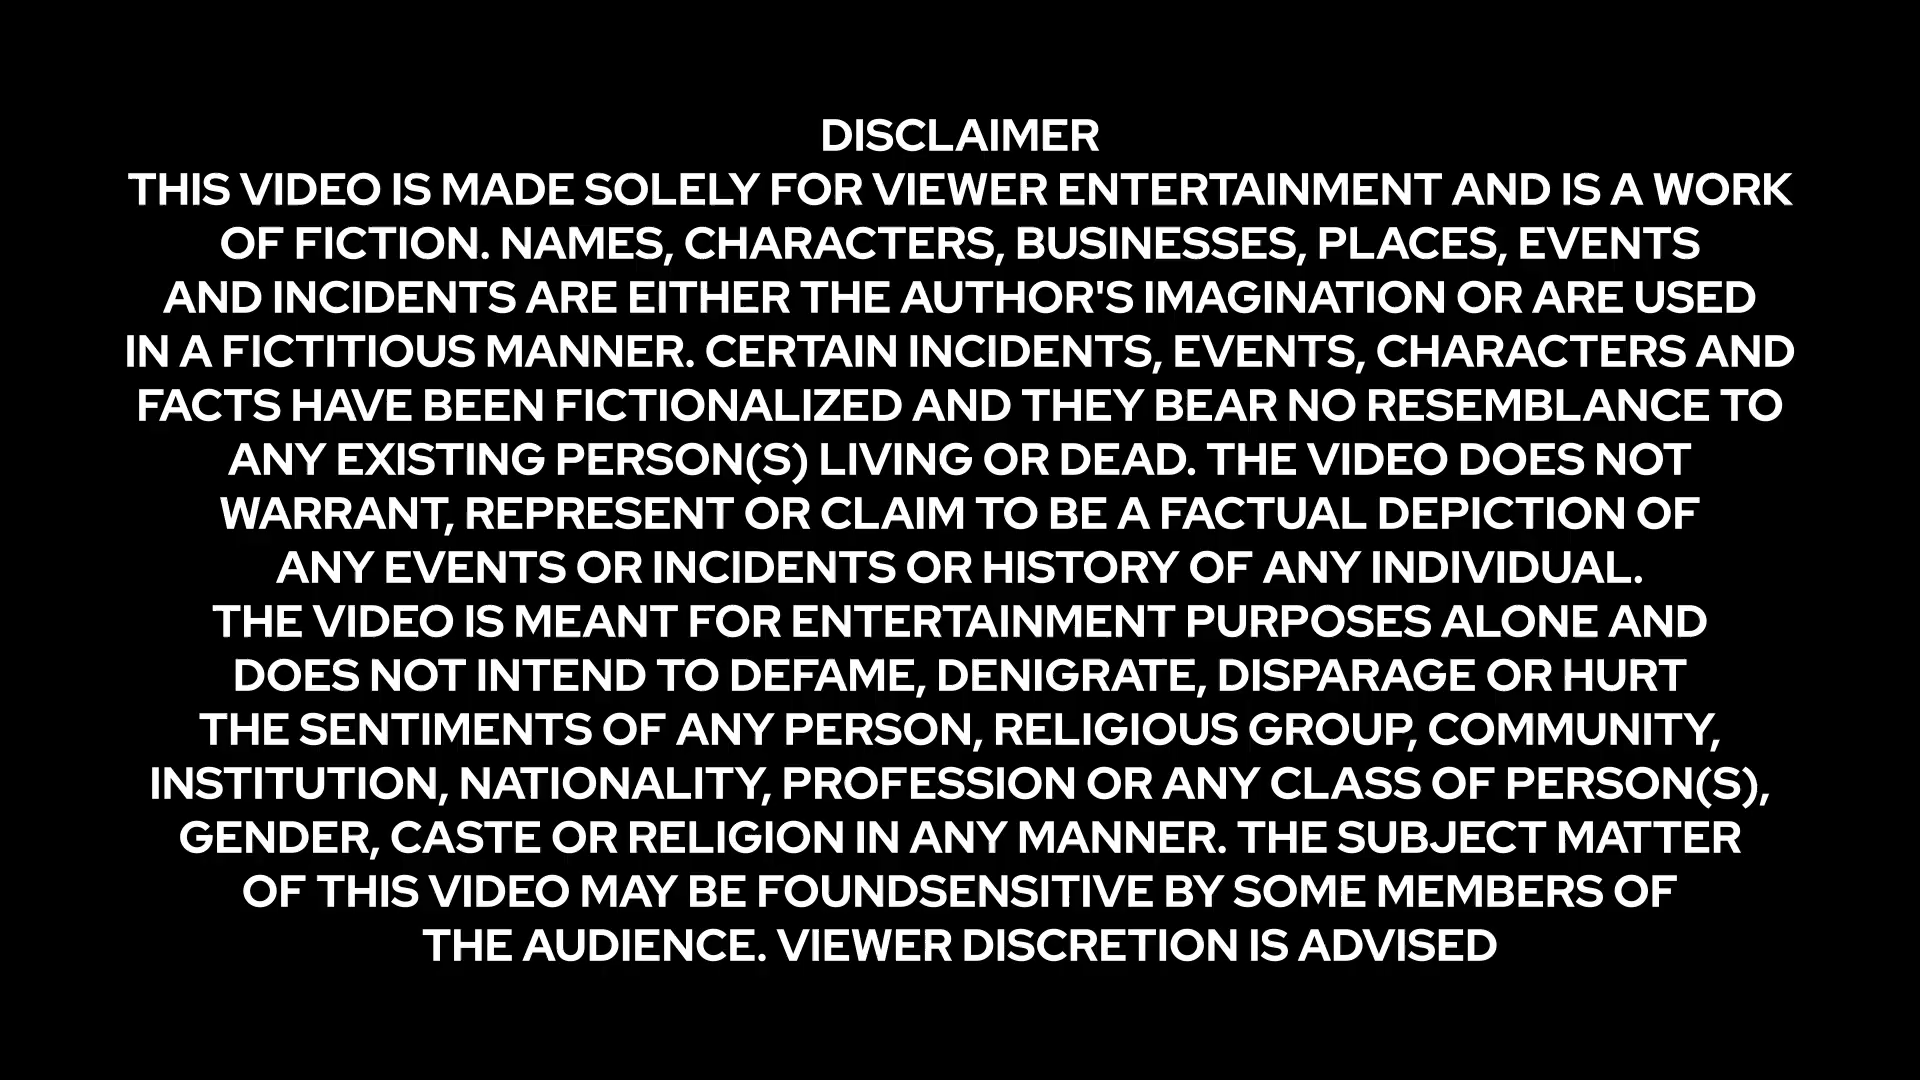 DISCLAIMER
THIS VIDEO IS MADE SOLELY FOR VIEWER ENTERTAINMENT AND IS A WORK
OF FICTION. NAMES, CHARACTERS, BUSINESSES, PLACES, EVENTS
AND INCIDENTS ARE EITHER THE AUTHOR'S IMAGINATION OR ARE USED
IN A FICTITIOUS MANNER. CERTAIN INCIDENTS, EVENTS, CHARACTERS AND
FACTS HAVE BEEN FICTIONALIZED AND THEY BEAR NO RESEMBLANCE TO
ANY EXISTING PERSON(S) LIVING OR DEAD. THE VIDEO DOES NOT
WARRANT, REPRESENT OR CLAIM TO BE A FACTUAL DEPICTION OF
ANY EVENTS OR INCIDENTS OR HISTORY OF ANY INDIVIDUAL.
THE VIDEO IS MEANT FOR ENTERTAINMENT PURPOSES ALONE AND
DOES NOT INTEND TO DEFAME, DENIGRATE, DISPARAGE OR HURT
THE SENTIMENTS OF ANY PERSON, RELIGIOUS GROUP, COMMUNITY,
INSTITUTION, NATIONALITY, PROFESSION OR ANY CLASS OF PERSON(S),
GENDER, CASTE OR RELIGION IN ANY MANNER. THE SUBJECT MATTER
OF THIS VIDEO MAY BE FOUNDSENSITIVE BY SOME MEMBERS OF
THE AUDIENCE. VIEWER DISCRETION IS ADVISED